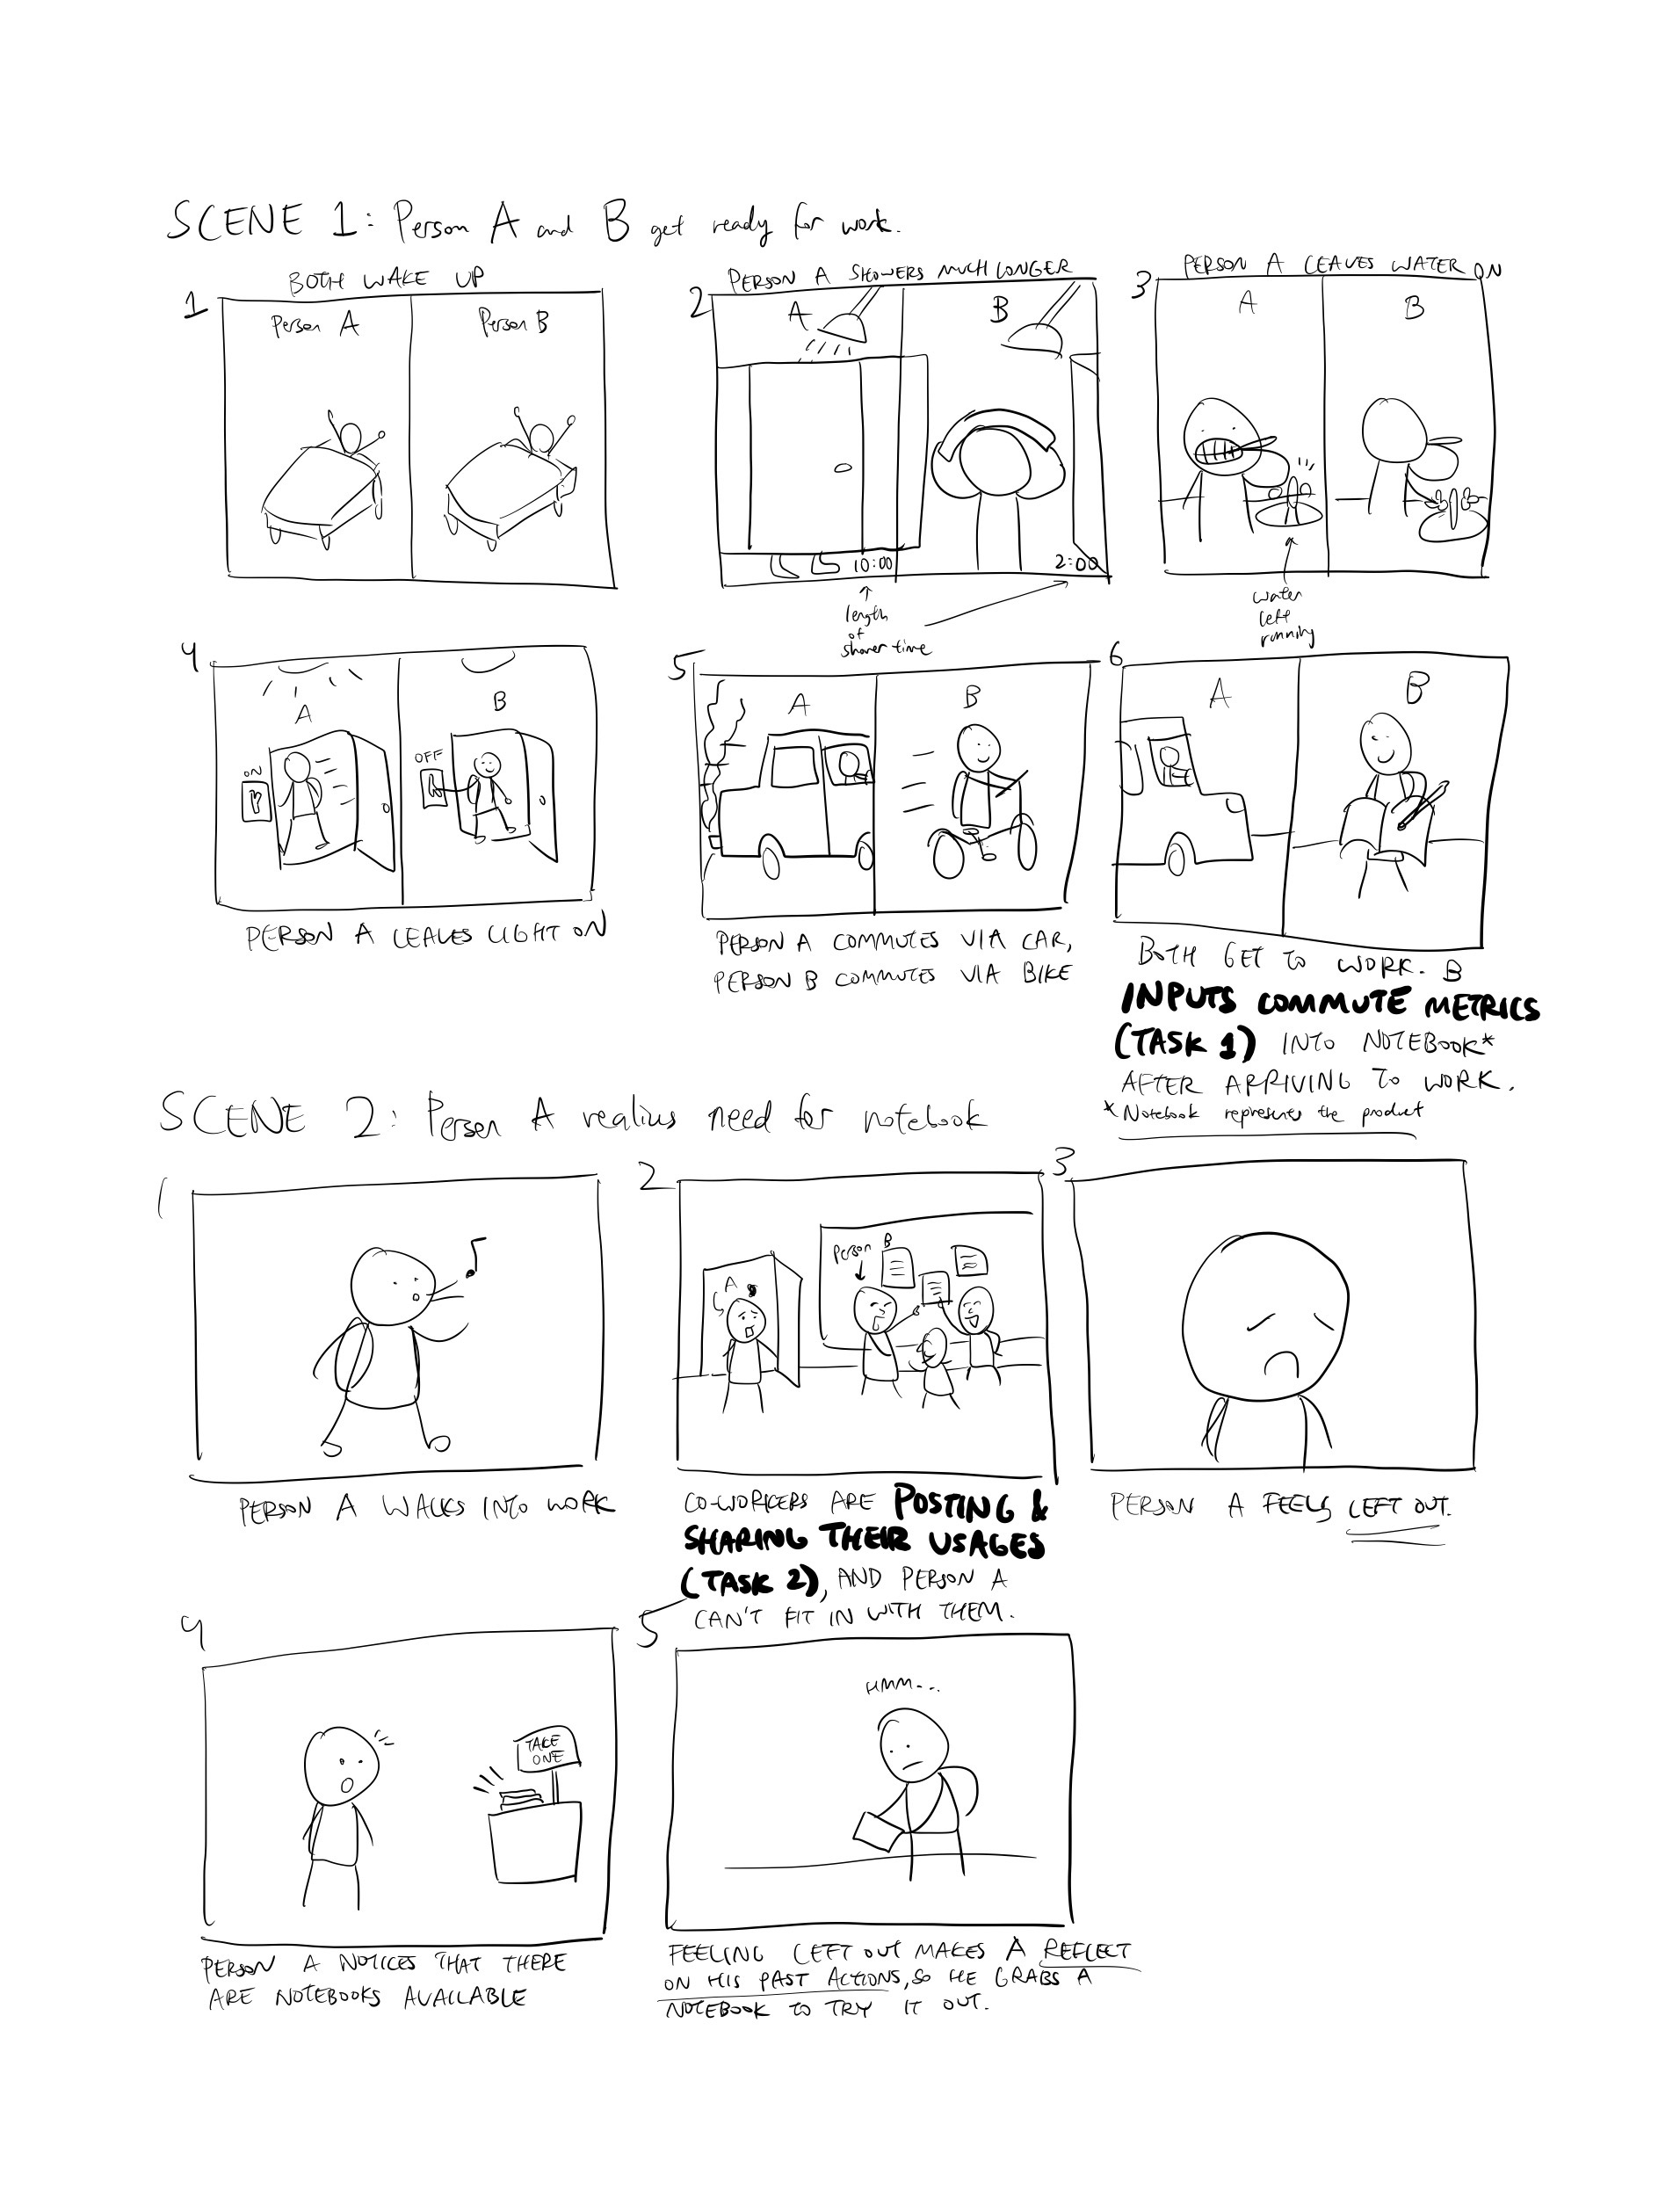 SCENE 1: Person A and B get ready for work.
1
BOTH WAKE UP
Person A
Person B
2
PERSON A SHOWERS MUCH LONGER
A
B
10:00
2:00
length
of
shower time
3
PERSON A LEAVES WATER ON
A
B
water
left
running
4
A
B
ON
OFF
PERSON A LEAVES LIGHT ON
5
A
B
PERSON A COMMUTES VIA CAR,
PERSON B COMMUTES VIA BIKE
6
A
B
BOTH GET TO WORK. B
INPUTS COMMUTE METRICS
(TASK 1) INTO NOTEBOOK*
AFTER ARRIVING TO WORK.
* Notebook represents the product
SCENE 2: Person A realizes need for notebook
1
PERSON A WALKS INTO WORK
2
Person B
A
CO-WORKERS ARE POSTING &
SHARING THEIR USAGES
(TASK 2), AND PERSON A
CAN'T FIT IN WITH THEM.
3
PERSON A FEELS LEFT OUT.
4
TAKE
ONE
PERSON A NOTICES THAT THERE
ARE NOTEBOOKS AVAILABLE
5
HMM...
FEELING LEFT OUT MAKES A REFLECT
ON HIS PAST ACTIONS, SO HE GRABS A
NOTEBOOK TO TRY IT OUT.